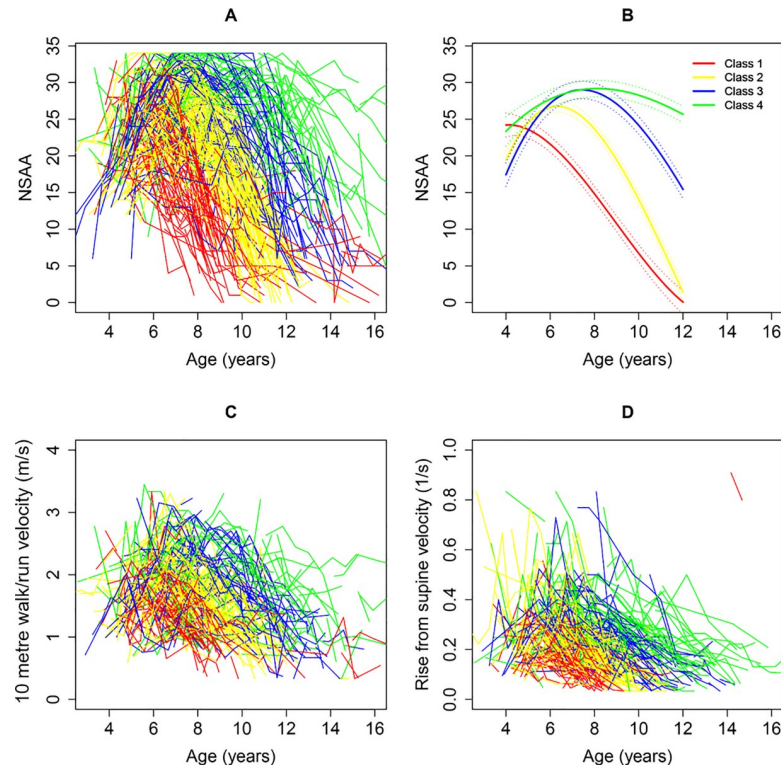 A
NSAA
35
30
25
20
15
10
5
0
4 6 8 10 12 14 16
Age (years)
B
NSAA
35
30
25
20
15
10
5
0
Class 1
Class 2
Class 3
Class 4
4 6 8 10 12 14 16
Age (years)
C
10 metre walk/run velocity (m/s)
4
3
2
1
0
4 6 8 10 12 14 16
Age (years)
D
Rise from supine velocity (1/s)
1.0
0.8
0.6
0.4
0.2
0.0
4 6 8 10 12 14 16
Age (years)